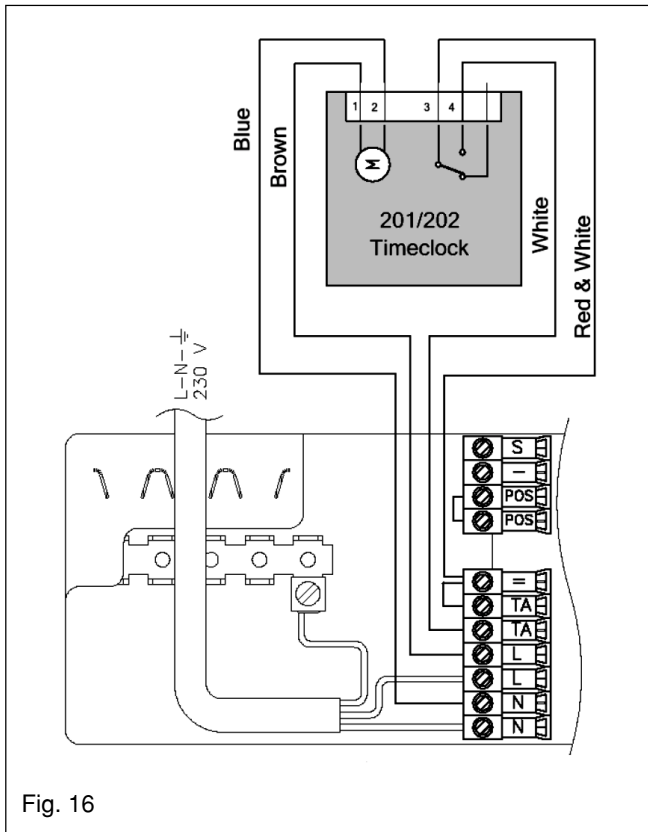 1 2 3 4
M
201/202
Timeclock
Blue
Brown
White
Red & White
L-N-⏚
230 V
S
–
POS
POS
=
TA
TA
L
L
N
N
Fig. 16